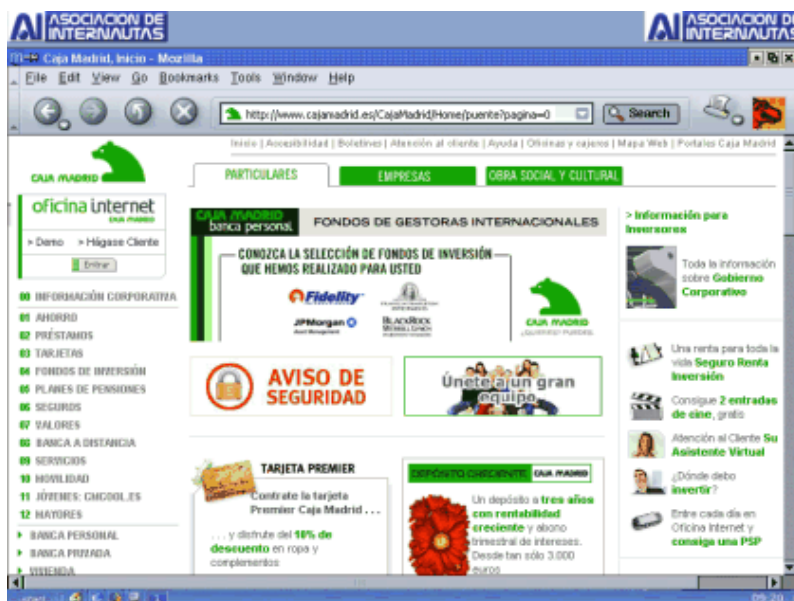 ASOCIACION DE
INTERNAUTAS
ASOCIACION DE
INTERNAUTAS
Caja Madrid, Inicio - Mozilla
File Edit View Go Bookmarks Tools Window Help
http://www.cajamadrid.es/CajaMadrid/Home/puente?pagina=0
Search
Inicio | Accesibilidad | Boletines | Atención al cliente | Ayuda | Oficinas y cajeros | Mapa Web | Portales Caja Madrid
CAJA MADRID
PARTICULARES
EMPRESAS
OBRA SOCIAL Y CULTURAL
oficina internet
CAJA MADRID
> Demo > Hágase Cliente
Entrar
00 INFORMACIÓN CORPORATIVA
01 AHORRO
02 PRÉSTAMOS
03 TARJETAS
04 FONDOS DE INVERSIÓN
05 PLANES DE PENSIONES
06 SEGUROS
07 VALORES
08 BANCA A DISTANCIA
09 SERVICIOS
10 MOVILIDAD
11 JÓVENES: CMCOOL.ES
12 MAYORES
BANCA PERSONAL
BANCA PRIVADA
VIVIENDA
CAJA MADRID
banca personal
FONDOS DE GESTORAS INTERNACIONALES
CONOZCA LA SELECCIÓN DE FONDOS DE INVERSIÓN
QUE HEMOS REALIZADO PARA USTED
Fidelity
JPMorgan
Asset Management
BLACKROCK
MERRILL LYNCH
CAJA MADRID
AVISO DE
SEGURIDAD
Únete a un gran
equipo
TARJETA PREMIER
Contrate la tarjeta
Premier Caja Madrid . . .
. . . y disfrute del 10% de
descuento en ropa y
complementos
DEPÓSITO CRECIENTE CAJA MADRID
Un depósito a tres años
con rentabilidad
creciente y abono
trimestral de intereses.
Desde tan sólo 3.000
euros
> Información para
Inversores
Toda la información
sobre Gobierno
Corporativo
Una renta para toda la
vida Seguro Renta
Inversión
Consigue 2 entradas
de cine, gratis
Atención al Cliente Su
Asistente Virtual
¿Dónde debo
invertir?
Entre cada día en
Oficina Internet y
consiga una PSP
09:20